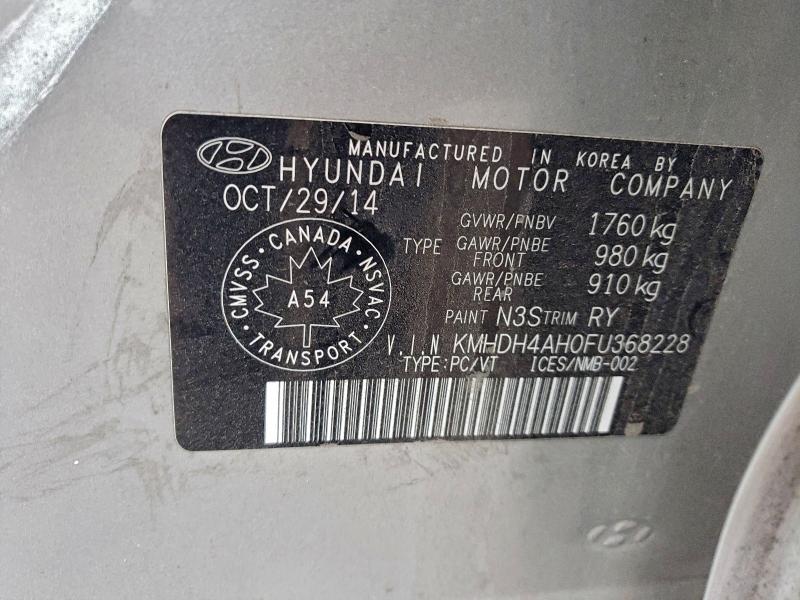 MANUFACTURED IN KOREA BY
HYUNDAI MOTOR COMPANY
OCT/29/14
GVWR/PNBV 1760 kg
TYPE GAWR/PNBE FRONT 980 kg
GAWR/PNBE REAR 910 kg
PAINT N3S TRIM RY
V.I.N KMHDH4AH0FU368228
TYPE:PC/VT ICES/NMB-002
CMVSS · CANADA · NSVAC · TRANSPORT ·
A54